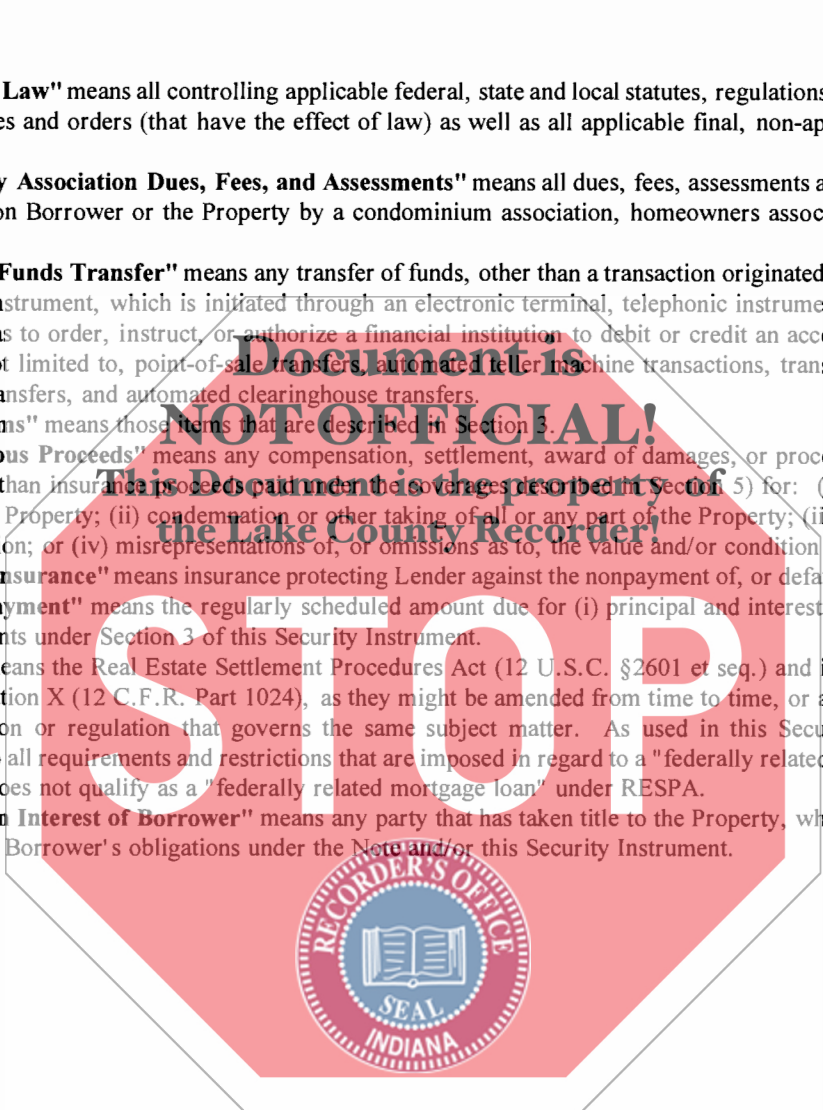 Law" means all controlling applicable federal, state and local statutes, regulations
es and orders (that have the effect of law) as well as all applicable final, non-ap
y Association Dues, Fees, and Assessments" means all dues, fees, assessments a
on Borrower or the Property by a condominium association, homeowners assoc
Funds Transfer" means any transfer of funds, other than a transaction originated
nstrument, which is initiated through an electronic terminal, telephonic instrume
as to order, instruct, or authorize a financial institution to debit or credit an acc
t limited to, point-of-sale transfers, automated teller machine transactions, trans
ansfers, and automated clearinghouse transfers.
ms" means those items that are described in Section 3.
ous Proceeds" means any compensation, settlement, award of damages, or proce
than insurance proceeds paid under the coverages described in Section 5) for: (
Property; (ii) condemnation or other taking of all or any part of the Property; (ii
on; or (iv) misrepresentations of, or omissions as to, the value and/or condition
nsurance" means insurance protecting Lender against the nonpayment of, or defa
yment" means the regularly scheduled amount due for (i) principal and interest
nts under Section 3 of this Security Instrument.
eans the Real Estate Settlement Procedures Act (12 U.S.C. §2601 et seq.) and i
tion X (12 C.F.R. Part 1024), as they might be amended from time to time, or a
on or regulation that governs the same subject matter. As used in this Secu
all requirements and restrictions that are imposed in regard to a "federally related
oes not qualify as a "federally related mortgage loan" under RESPA.
n Interest of Borrower" means any party that has taken title to the Property, wh
Borrower's obligations under the Note and/or this Security Instrument.
Document is
NOT OFFICIAL!
This Document is the property of
the Lake County Recorder!
STOP
RECORDER'S OFFICE
SEAL
INDIANA